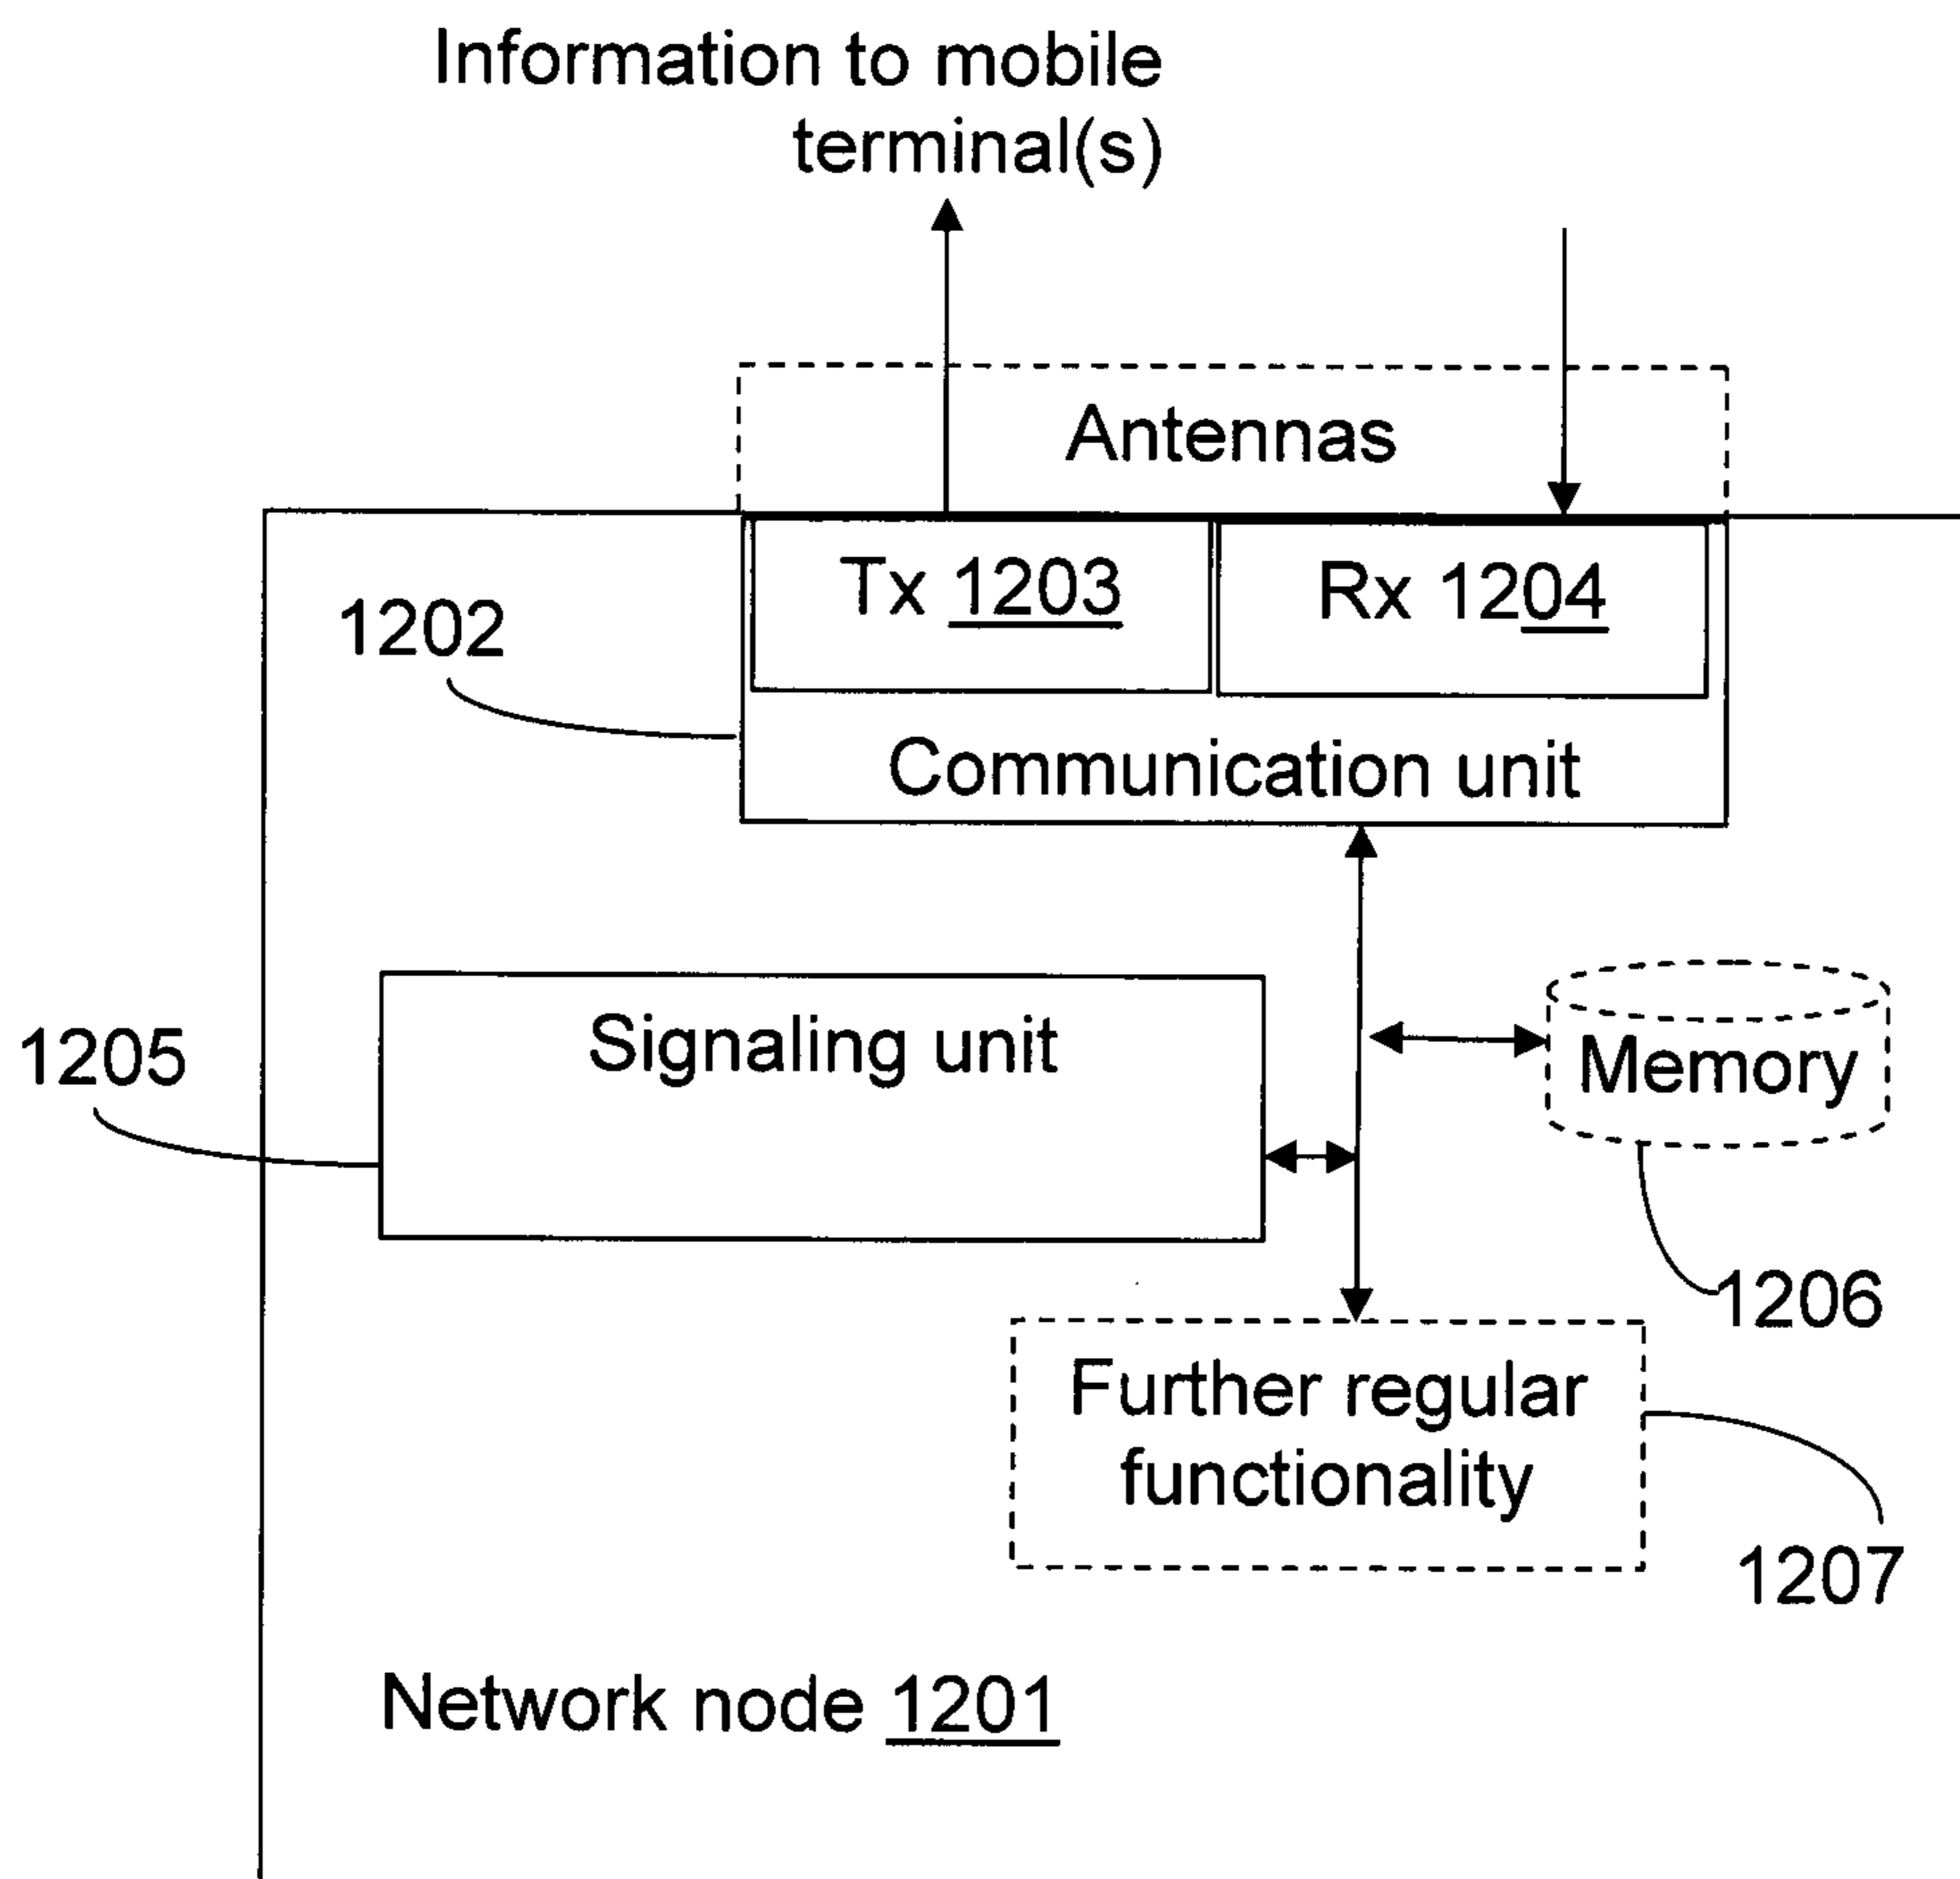 Information to mobile
terminal(s)
Antennas
Tx 1203
Rx 1204
1202
Communication unit
Signaling unit
1205
Memory
1206
Further regular
functionality
1207
Network node 1201